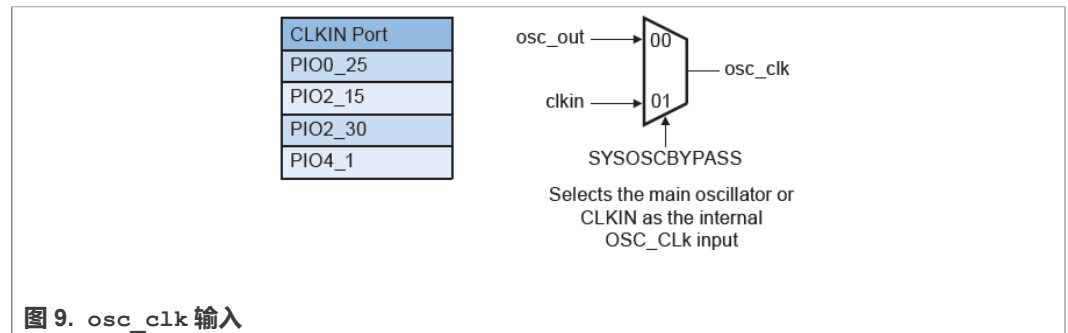 CLKIN Port
PIO0_25
PIO2_15
PIO2_30
PIO4_1
osc_out
00
osc_clk
clkin
01
SYSOSCBYPASS
Selects the main oscillator or
CLKIN as the internal
OSC_CLk input
图 9. osc_clk 输入